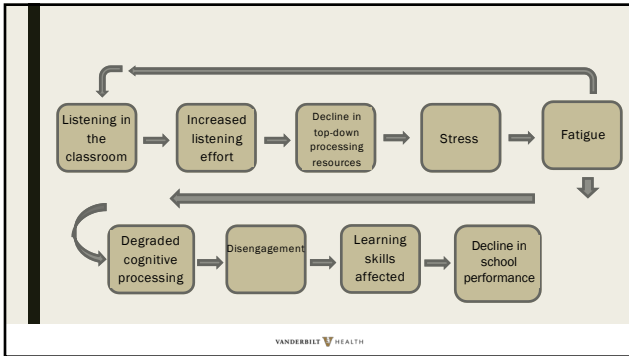 Listening in
the
classroom
Increased
listening
effort
Decline in
top-down
processing
resources
Stress
Fatigue
Degraded
cognitive
processing
Disengagement
Learning
skills
affected
Decline in
school
performance
VANDERBILT V HEALTH